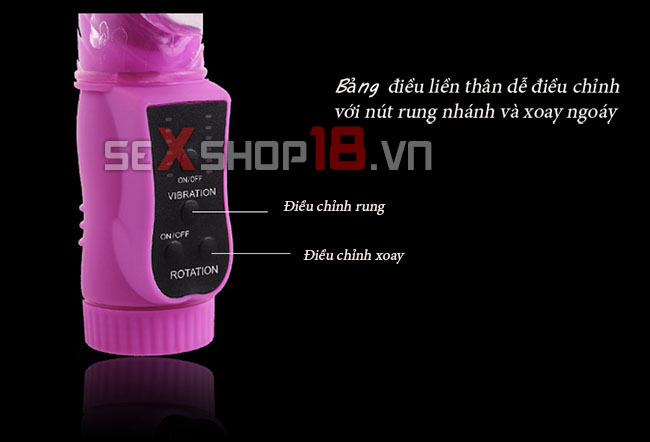 Bảng điều liền thân dễ điều chỉnh
với nút rung nhánh và xoay ngoáy
seXshop18.vn
ON/OFF
VIBRATION
Điều chỉnh rung
ON/OFF
Điều chỉnh xoay
ROTATION